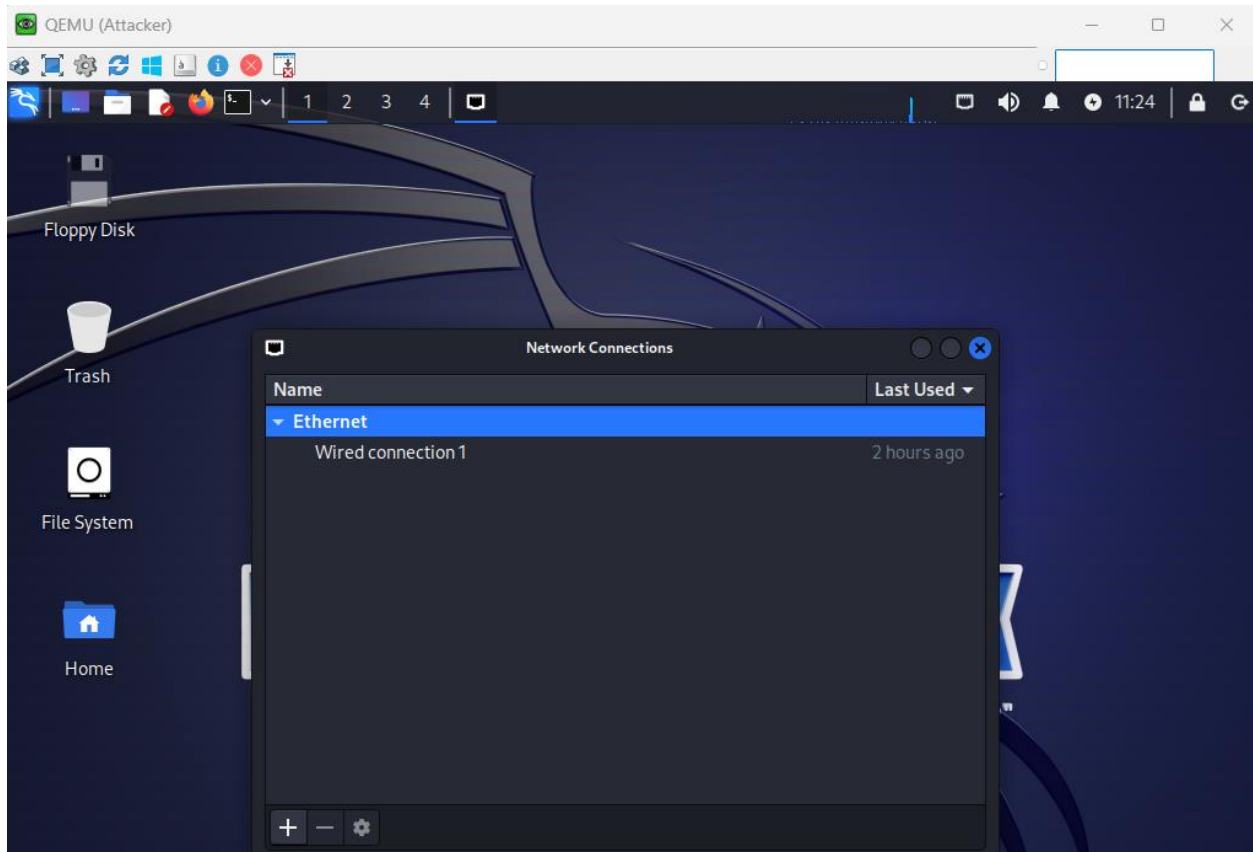 QEMU (Attacker)
1 2 3 4 11:24
Floppy Disk
Trash
File System
Home
Network Connections
Name Last Used
Ethernet
Wired connection 1 2 hours ago